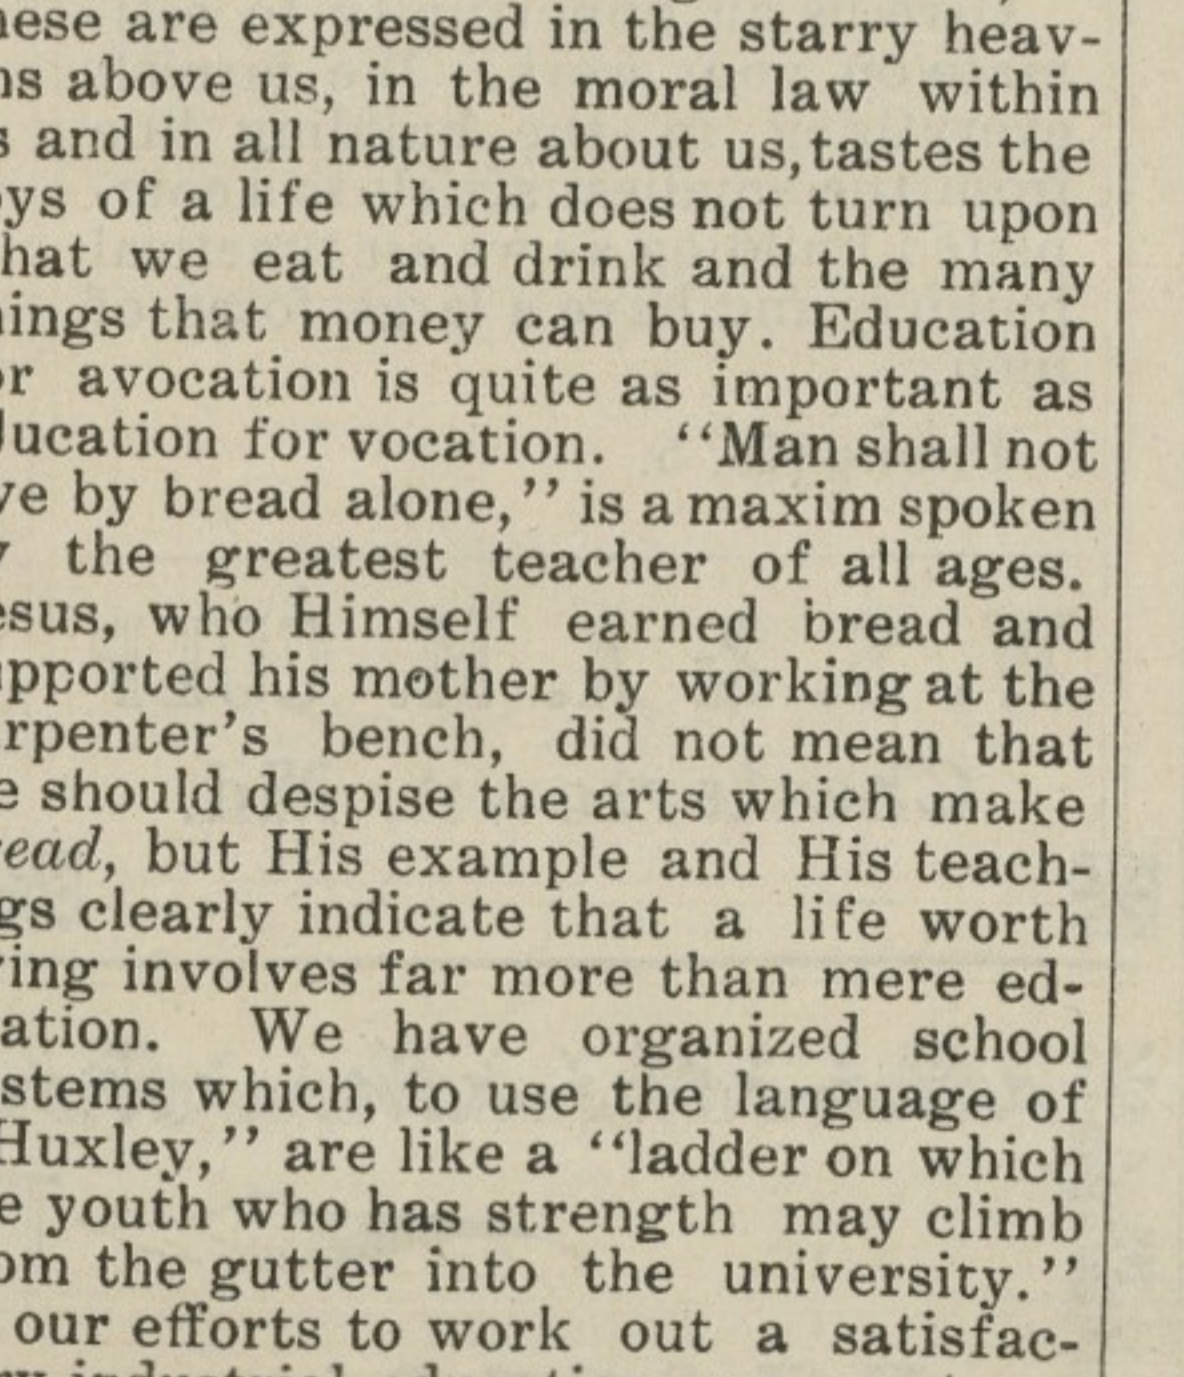 hese are expressed in the starry heav-
ns above us, in the moral law within
s and in all nature about us, tastes the
ys of a life which does not turn upon
hat we eat and drink and the many
ings that money can buy. Education
or avocation is quite as important as
ducation for vocation. ‘‘Man shall not
ve by bread alone,’’ is a maxim spoken
y the greatest teacher of all ages.
esus, who Himself earned bread and
pported his mother by working at the
rpenter's bench, did not mean that
e should despise the arts which make
ead, but His example and His teach-
gs clearly indicate that a life worth
ing involves far more than mere ed-
ation. We have organized school
stems which, to use the language of
Huxley,’’ are like a ‘‘ladder on which
e youth who has strength may climb
om the gutter into the university.’’
our efforts to work out a satisfac-